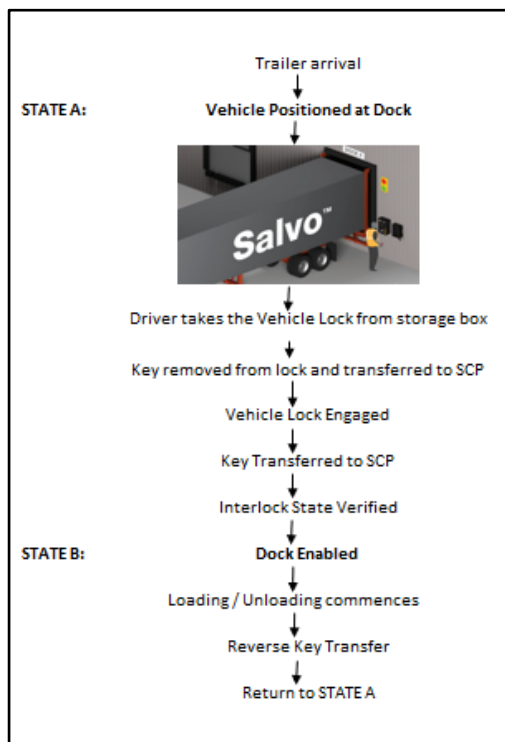 Trailer arrival
STATE A: Vehicle Positioned at Dock
Salvo™
Driver takes the Vehicle Lock from storage box
Key removed from lock and transferred to SCP
Vehicle Lock Engaged
Key Transferred to SCP
Interlock State Verified
STATE B: Dock Enabled
Loading / Unloading commences
Reverse Key Transfer
Return to STATE A